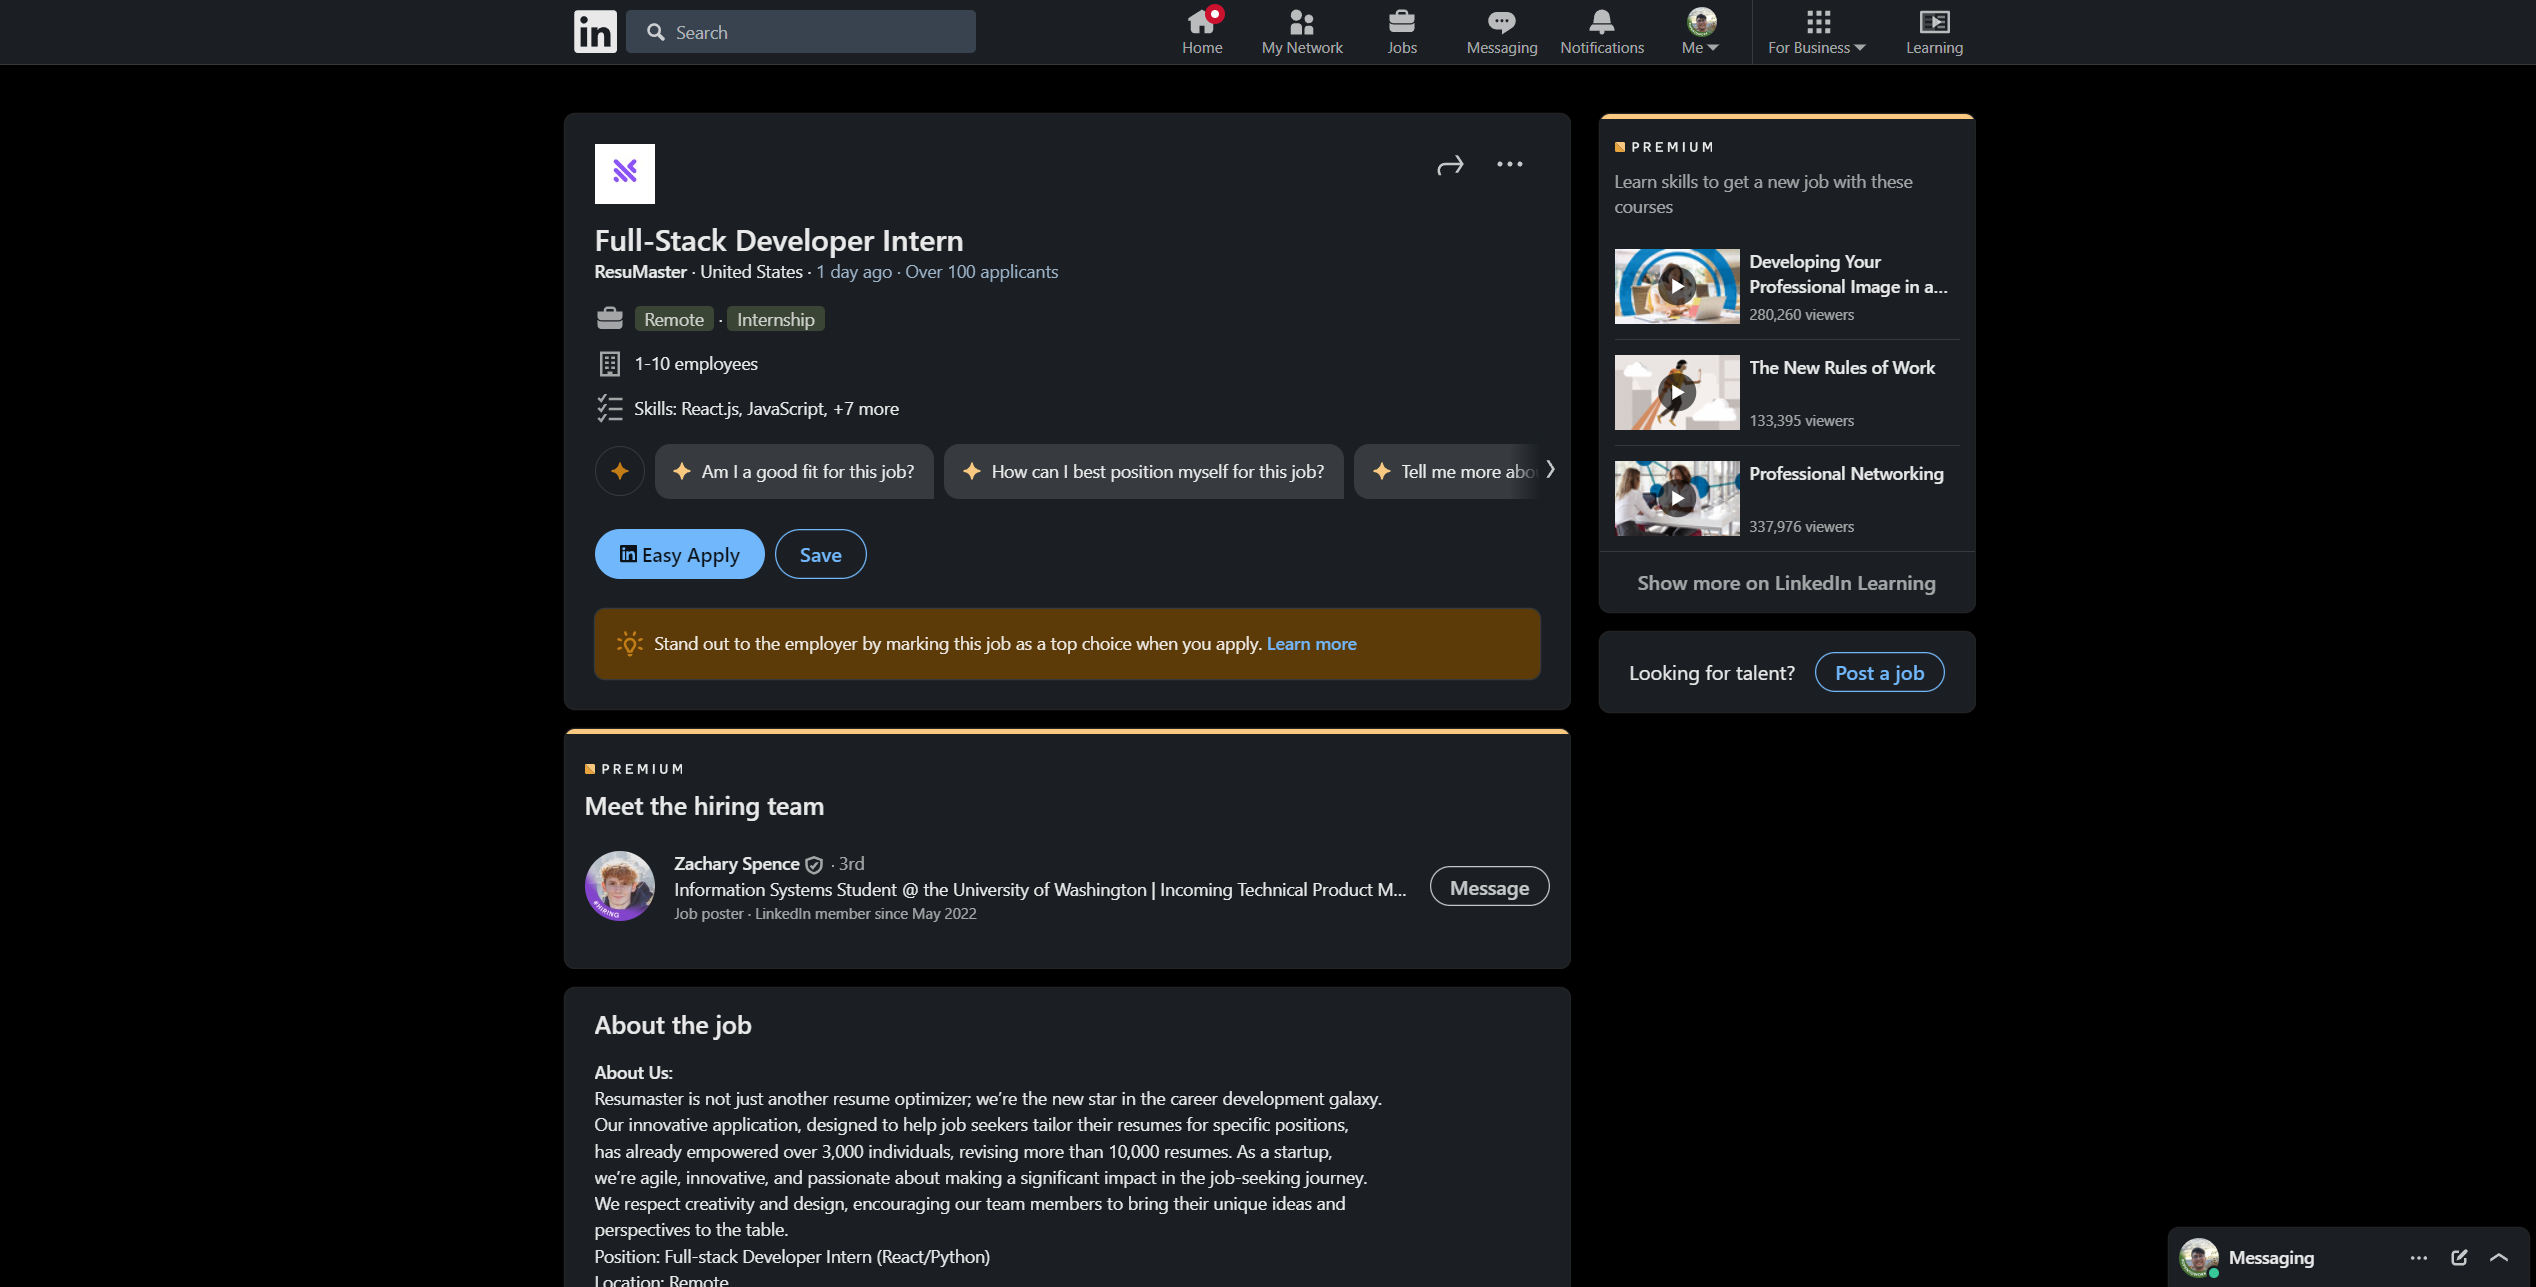 in
Search
Home
My Network
Jobs
Messaging
Notifications
Me
For Business
Learning
Full-Stack Developer Intern
ResuMaster · United States · 1 day ago · Over 100 applicants
Remote · Internship
1-10 employees
Skills: React.js, JavaScript, +7 more
Am I a good fit for this job?
How can I best position myself for this job?
Tell me more abo
in Easy Apply
Save
Stand out to the employer by marking this job as a top choice when you apply. Learn more
PREMIUM
Meet the hiring team
Zachary Spence · 3rd
Information Systems Student @ the University of Washington | Incoming Technical Product M...
Job poster · LinkedIn member since May 2022
#HIRING
Message
About the job
About Us:
Resumaster is not just another resume optimizer; we’re the new star in the career development galaxy.
Our innovative application, designed to help job seekers tailor their resumes for specific positions,
has already empowered over 3,000 individuals, revising more than 10,000 resumes. As a startup,
we’re agile, innovative, and passionate about making a significant impact in the job-seeking journey.
We respect creativity and design, encouraging our team members to bring their unique ideas and
perspectives to the table.
Position: Full-stack Developer Intern (React/Python)
Location: Remote
PREMIUM
Learn skills to get a new job with these
courses
Developing Your
Professional Image in a...
280,260 viewers
The New Rules of Work
133,395 viewers
Professional Networking
337,976 viewers
Show more on LinkedIn Learning
Looking for talent?
Post a job
Messaging